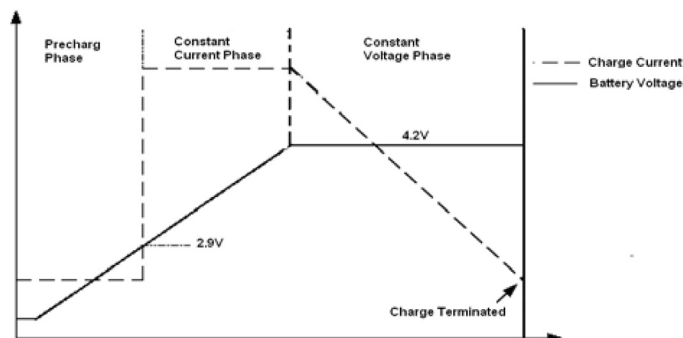 Precharg
Phase
Constant
Current Phase
Constant
Voltage Phase
Charge Current
Battery Voltage
4.2V
2.9V
Charge Terminated